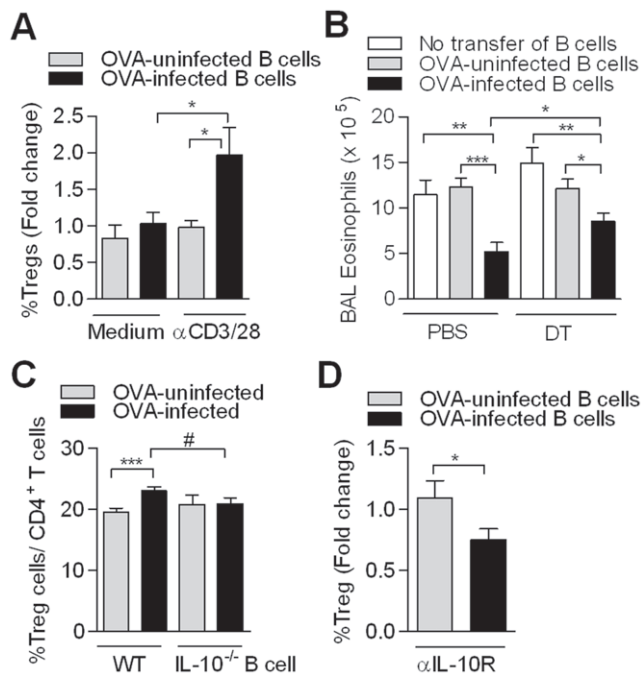 A
OVA-uninfected B cells
OVA-infected B cells
%Tregs (Fold change)
2.5
2.0
1.5
1.0
0.5
0.0
*
*
Medium αCD3/28
B
No transfer of B cells
OVA-uninfected B cells
OVA-infected B cells
BAL Eosinophils (x 10⁵)
20
15
10
5
0
*
** **
*** *
PBS DT
C
OVA-uninfected
OVA-infected
%Treg cells/ CD4⁺ T cells
30
20
10
0
#
***
WT IL-10⁻/⁻ B cell
D
OVA-uninfected B cells
OVA-infected B cells
%Treg (Fold change)
1.5
1.0
0.5
0.0
*
αIL-10R